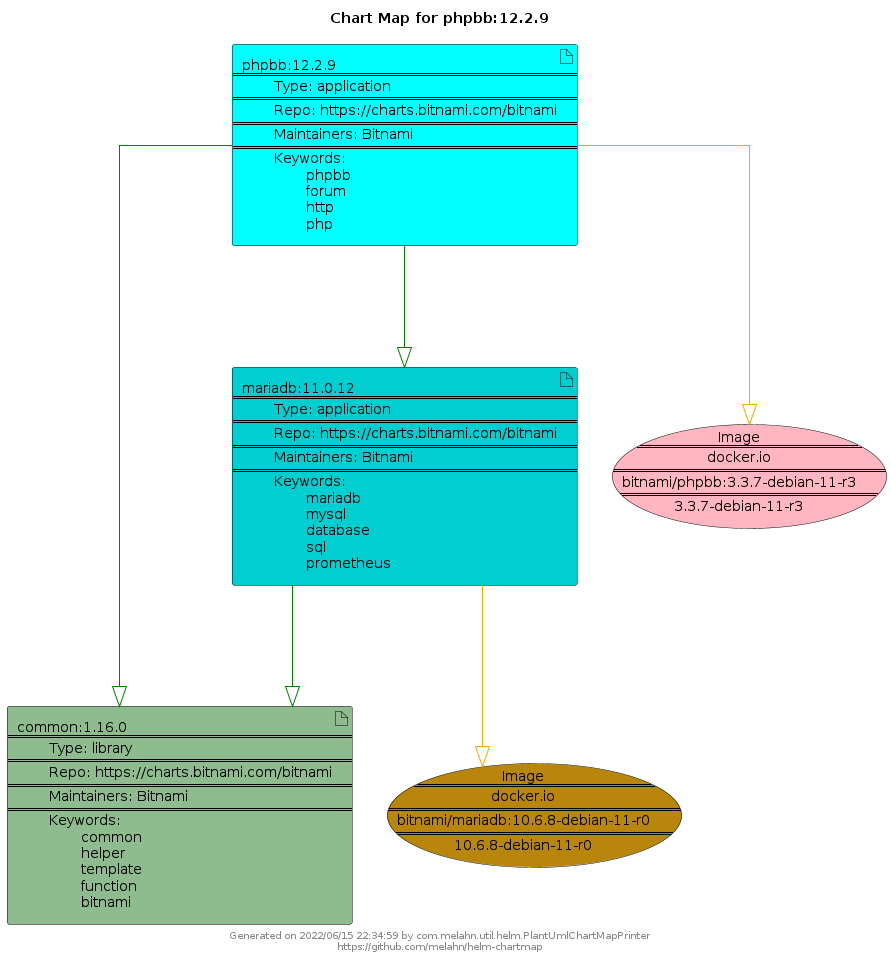 Chart Map for phpbb:12.2.9
phpbb:12.2.9
Type: application
Repo: https://charts.bitnami.com/bitnami
Maintainers: Bitnami
Keywords:
phpbb
forum
http
php
mariadb:11.0.12
Type: application
Repo: https://charts.bitnami.com/bitnami
Maintainers: Bitnami
Keywords:
mariadb
mysql
database
sql
prometheus
Image
docker.io
bitnami/phpbb:3.3.7-debian-11-r3
3.3.7-debian-11-r3
common:1.16.0
Type: library
Repo: https://charts.bitnami.com/bitnami
Maintainers: Bitnami
Keywords:
common
helper
template
function
bitnami
Image
docker.io
bitnami/mariadb:10.6.8-debian-11-r0
10.6.8-debian-11-r0
Generated on 2022/06/15 22:34:59 by com.melahn.util.helm.PlantUmlChartMapPrinter
https://github.com/melahn/helm-chartmap